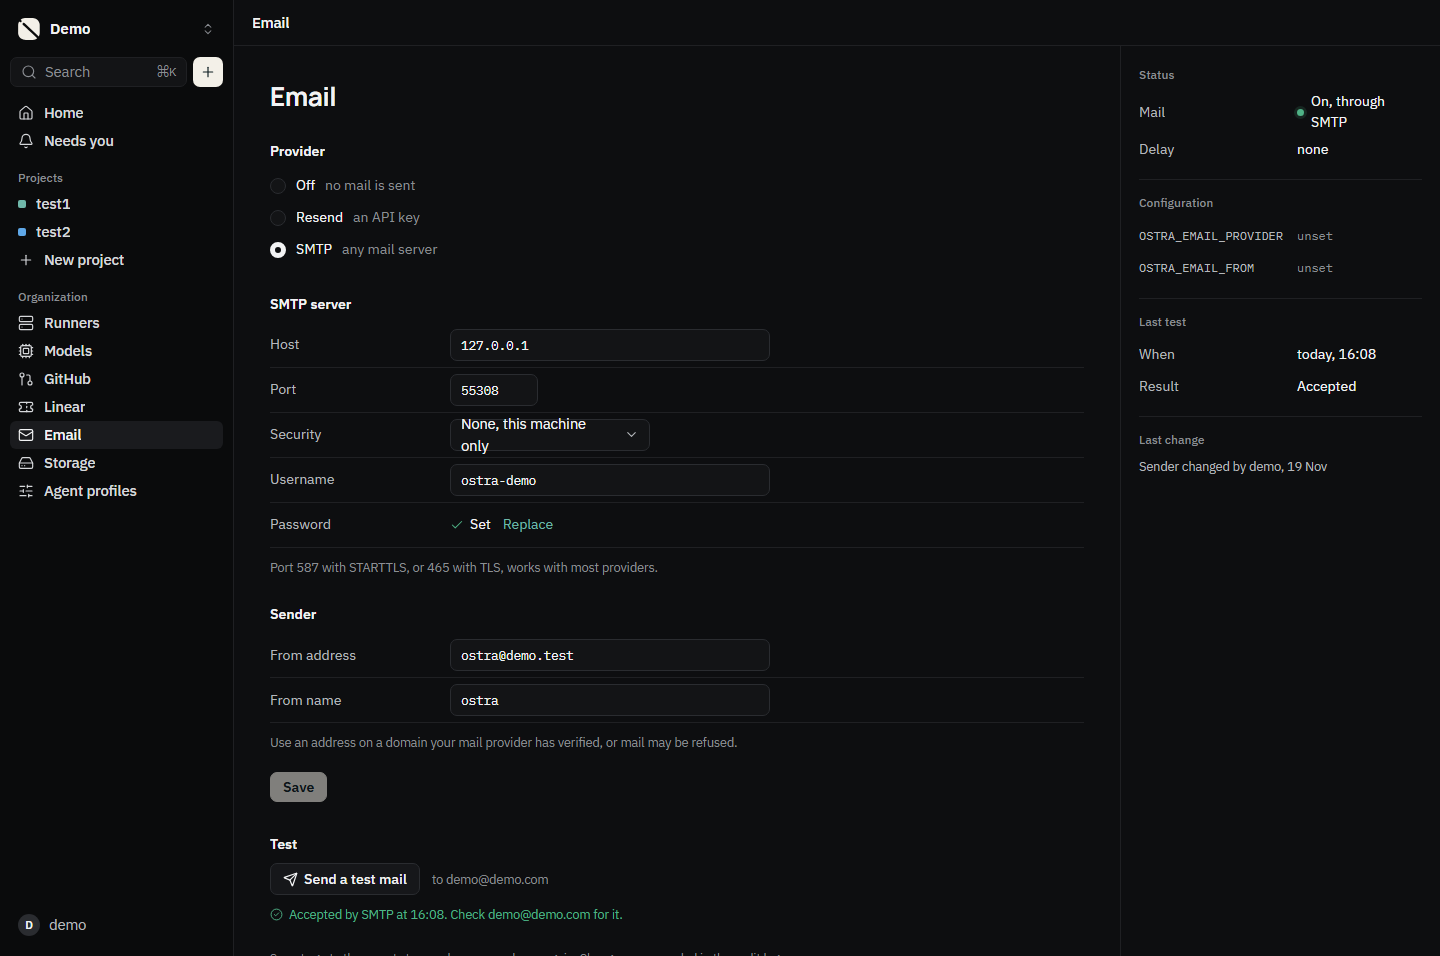 Demo
Search ⌘K
Home
Needs you
Projects
test1
test2
New project
Organization
Runners
Models
GitHub
Linear
Email
Storage
Agent profiles
D demo
Email
Email
Provider
Off no mail is sent
Resend an API key
SMTP any mail server
SMTP server
Host 127.0.0.1
Port 55308
Security None, this machine
only
Username ostra-demo
Password Set Replace
Port 587 with STARTTLS, or 465 with TLS, works with most providers.
Sender
From address ostra@demo.test
From name ostra
Use an address on a domain your mail provider has verified, or mail may be refused.
Save
Test
Send a test mail to demo@demo.com
Accepted by SMTP at 16:08. Check demo@demo.com for it.
Status
Mail On, through
SMTP
Delay none
Configuration
OSTRA_EMAIL_PROVIDER unset
OSTRA_EMAIL_FROM unset
Last test
When today, 16:08
Result Accepted
Last change
Sender changed by demo, 19 Nov